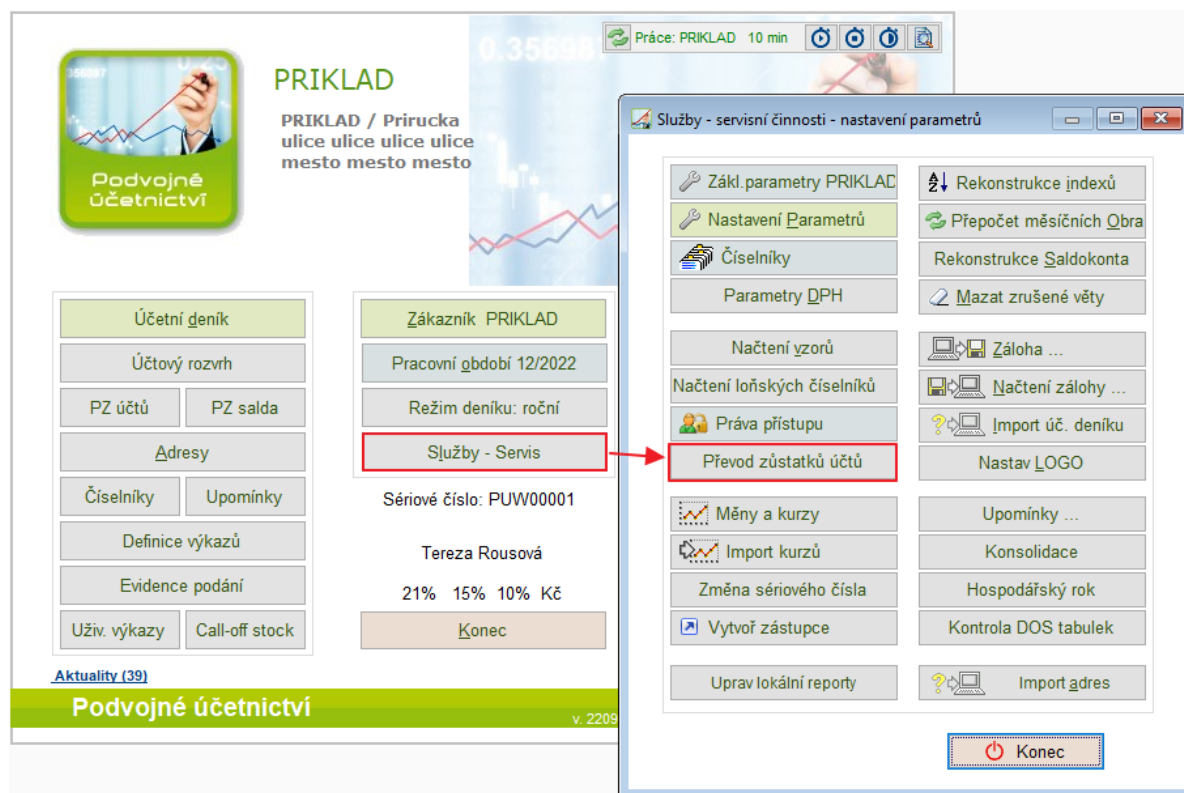 0.356981
Práce: PRIKLAD 10 min
356897
0.25
Podvojné
účetnictví
PRIKLAD
PRIKLAD / Prirucka
ulice ulice ulice ulice
mesto mesto mesto
Účetní deník
Účtový rozvrh
PZ účtů
PZ salda
Adresy
Číselníky
Upomínky
Definice výkazů
Evidence podání
Uživ. výkazy
Call-off stock
Aktuality (39)
Podvojné účetnictví
v. 2209
Zákazník PRIKLAD
Pracovní období 12/2022
Režim deníku: roční
Služby - Servis
Sériové číslo: PUW00001
Tereza Rousová
21% 15% 10% Kč
Konec
Služby - servisní činnosti - nastavení parametrů
Zákl.parametry PRIKLAD
Nastavení Parametrů
Číselníky
Parametry DPH
Načtení vzorů
Načtení loňských číselníků
Práva přístupu
Převod zůstatků účtů
Měny a kurzy
Import kurzů
Změna sériového čísla
Vytvoř zástupce
Uprav lokální reporty
Rekonstrukce indexů
Přepočet měsíčních Obra
Rekonstrukce Saldokonta
Mazat zrušené věty
Záloha ...
Načtení zálohy ...
Import úč. deníku
Nastav LOGO
Upomínky ...
Konsolidace
Hospodářský rok
Kontrola DOS tabulek
Import adres
Konec